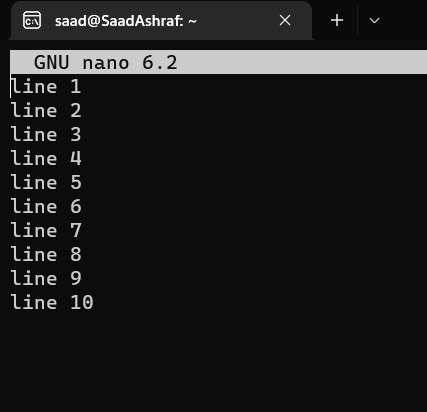 saad@SaadAshraf: ~
GNU nano 6.2
line 1
line 2
line 3
line 4
line 5
line 6
line 7
line 8
line 9
line 10